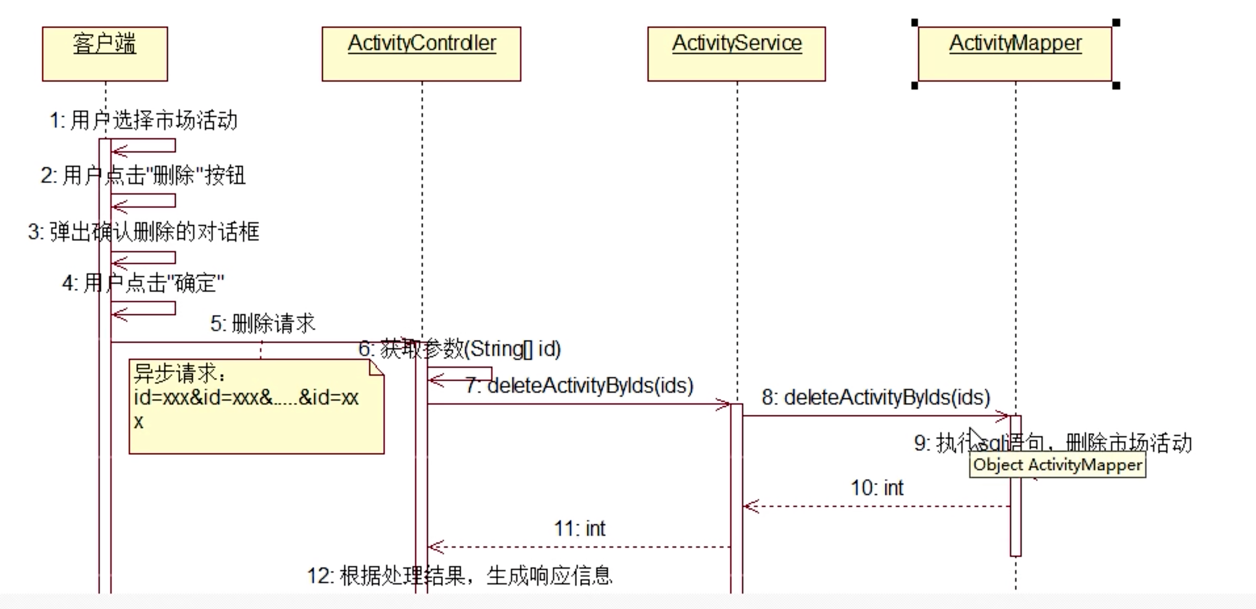 客户端
ActivityController
ActivityService
ActivityMapper
1: 用户选择市场活动
2: 用户点击"删除"按钮
3: 弹出确认删除的对话框
4: 用户点击"确定"
5: 删除请求
异步请求：
id=xxx&id=xxx&.....&id=xx
x
6: 获取参数(String[] id)
7: deleteActivityByIds(ids)
8: deleteActivityByIds(ids)
9: 执行sql语句，删除市场活动
Object ActivityMapper
10: int
11: int
12: 根据处理结果，生成响应信息